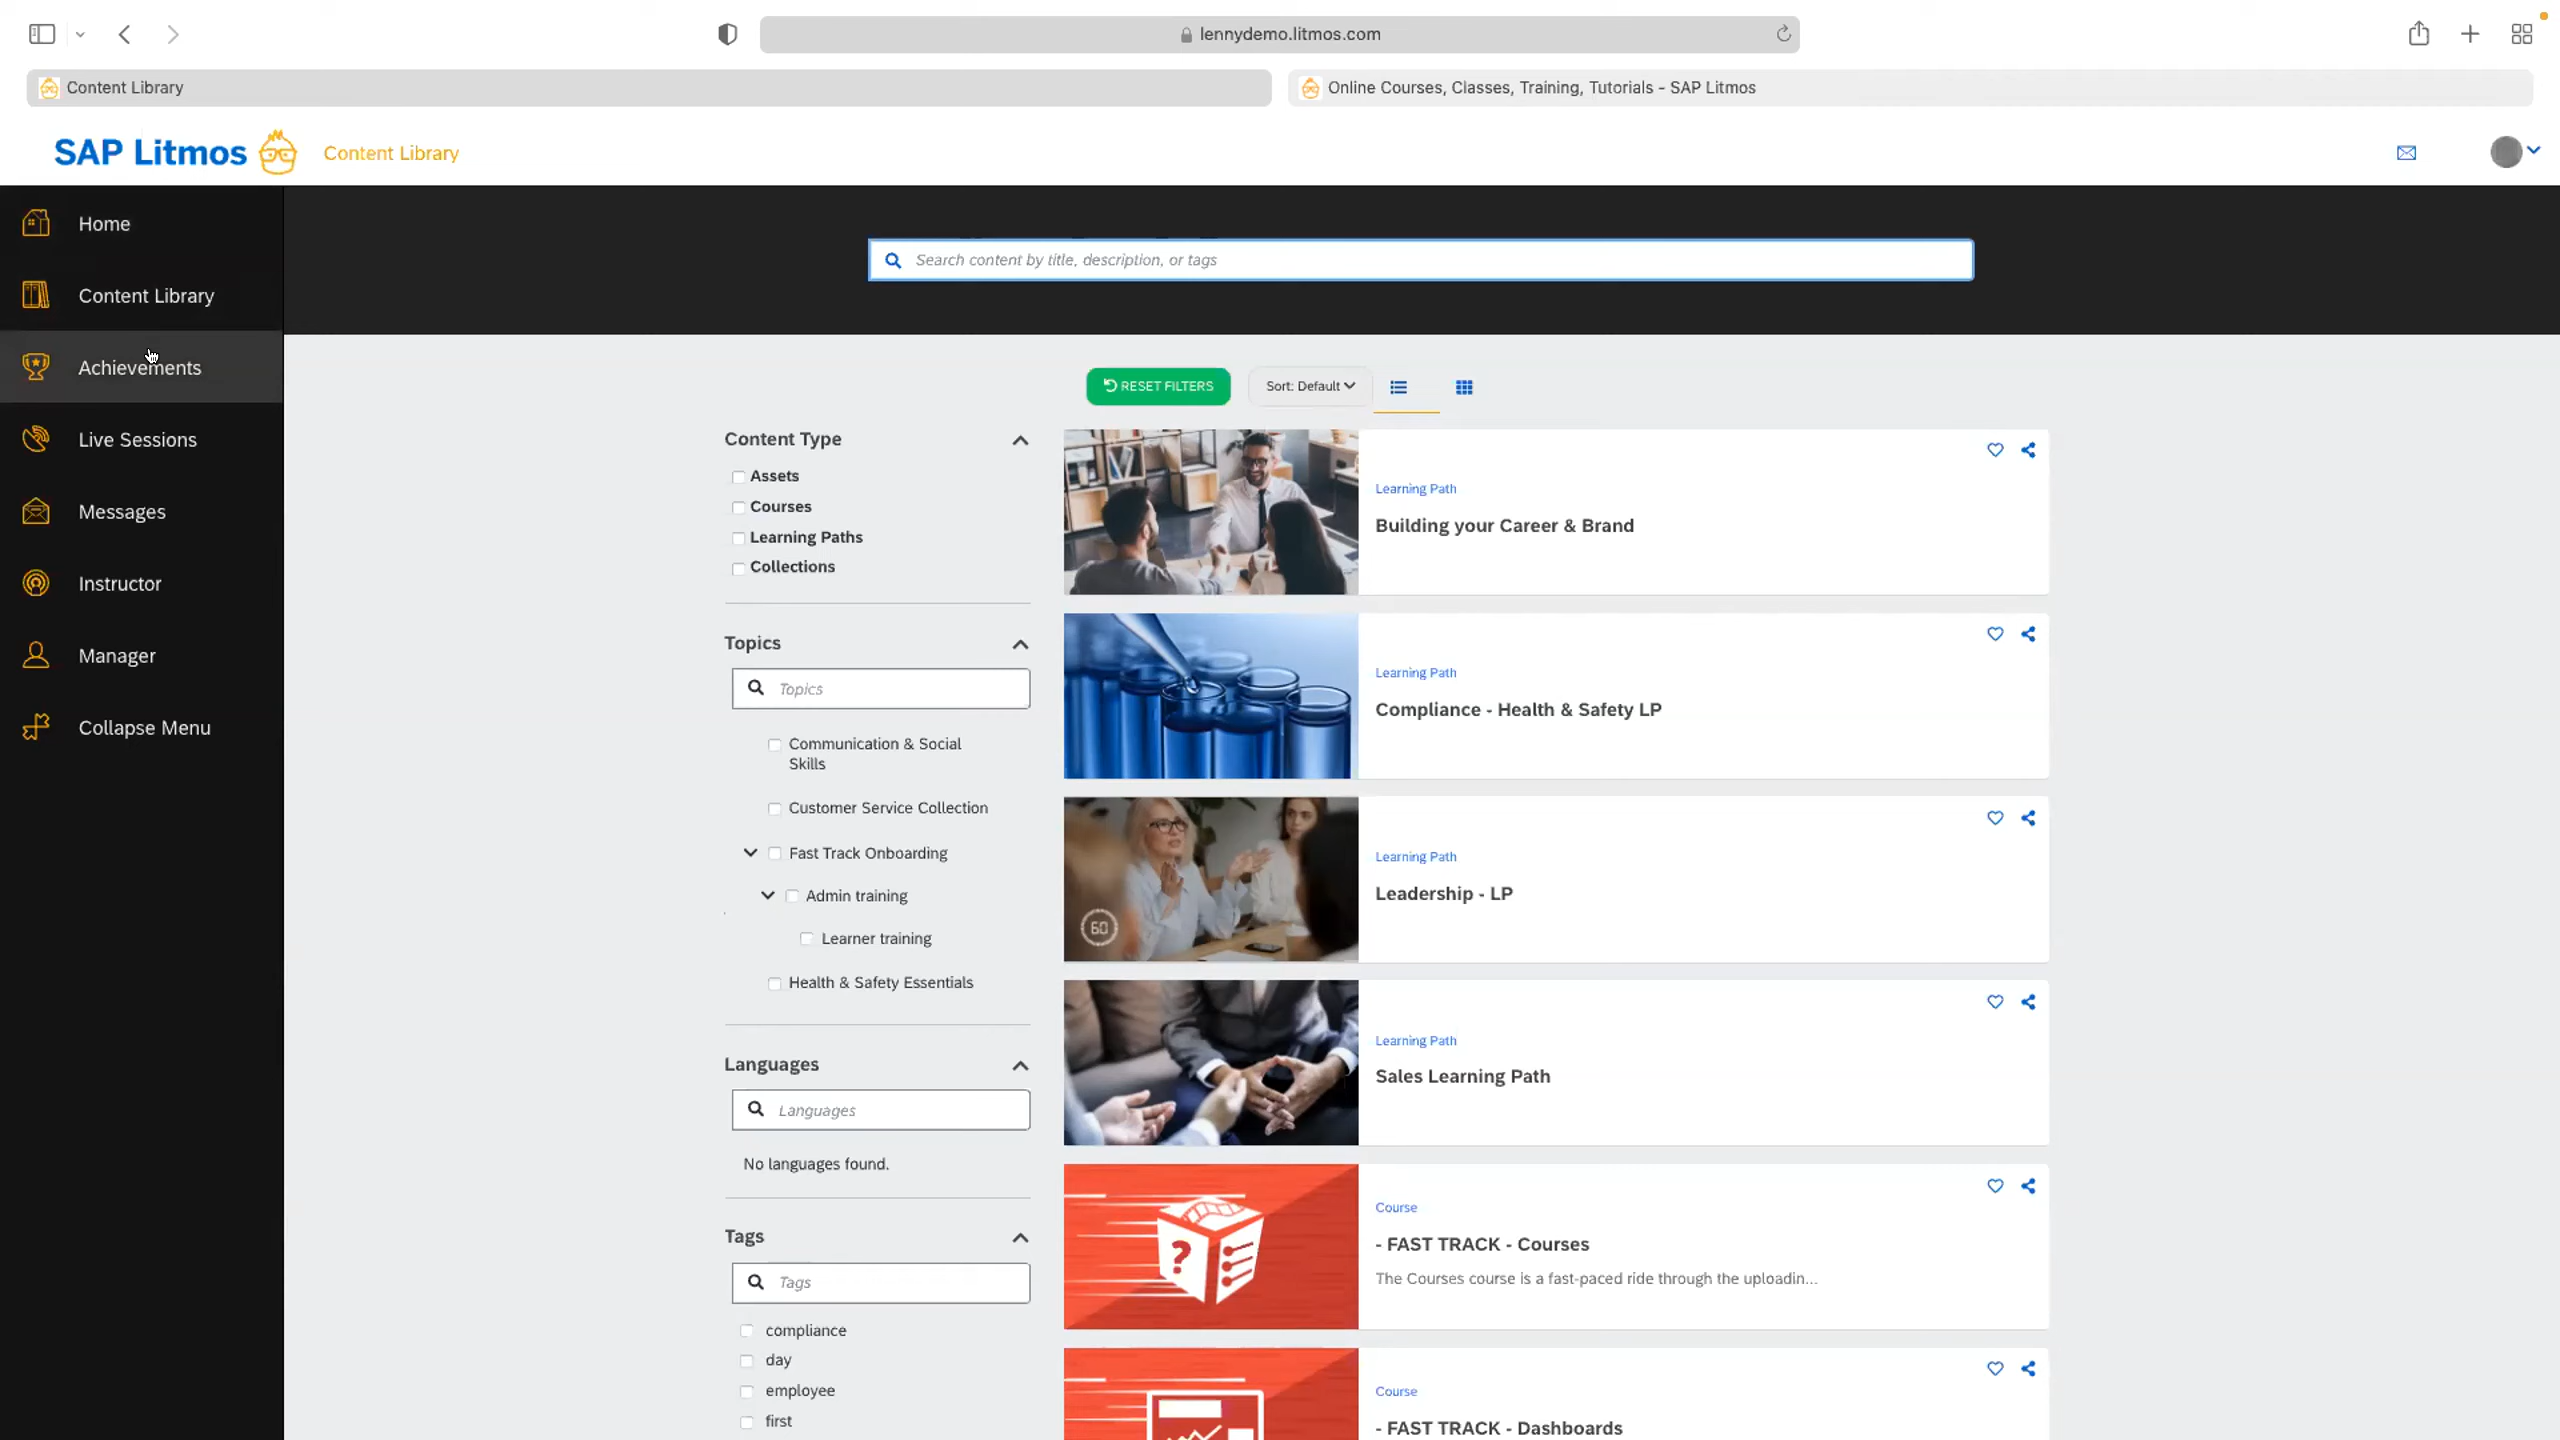 lennydemo.litmos.com
Content Library
Online Courses, Classes, Training, Tutorials - SAP Litmos
SAP Litmos
Content Library
Home
Content Library
Achievements
Live Sessions
Messages
Instructor
Manager
Collapse Menu
Search content by title, description, or tags
RESET FILTERS
Sort: Default
Content Type
Assets
Courses
Learning Paths
Collections
Topics
Topics
Communication & Social
Skills
Customer Service Collection
Fast Track Onboarding
Admin training
Learner training
Health & Safety Essentials
Languages
Languages
No languages found.
Tags
Tags
compliance
day
employee
first
Learning Path
Building your Career & Brand
Learning Path
Compliance - Health & Safety LP
60
Learning Path
Leadership - LP
Learning Path
Sales Learning Path
?
Course
- FAST TRACK - Courses
The Courses course is a fast-paced ride through the uploadin...
Course
- FAST TRACK - Dashboards